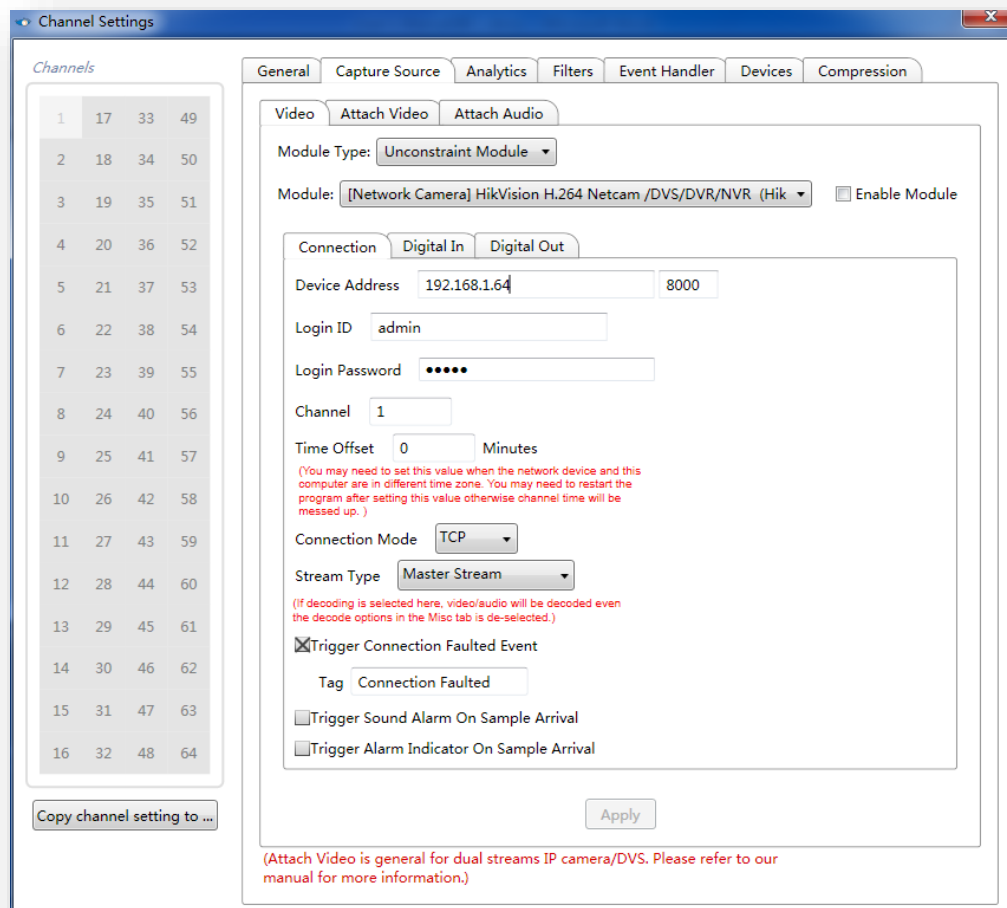 Channel Settings
Channels
General Capture Source Analytics Filters Event Handler Devices Compression
1 17 33 49
2 18 34 50
3 19 35 51
4 20 36 52
5 21 37 53
6 22 38 54
7 23 39 55
8 24 40 56
9 25 41 57
10 26 42 58
11 27 43 59
12 28 44 60
13 29 45 61
14 30 46 62
15 31 47 63
16 32 48 64
Copy channel setting to ...
Video Attach Video Attach Audio
Module Type: Unconstraint Module
Module: [Network Camera] HikVision H.264 Netcam /DVS/DVR/NVR (Hik Enable Module
Connection Digital In Digital Out
Device Address 192.168.1.64 8000
Login ID admin
Login Password •••••
Channel 1
Time Offset 0 Minutes
(You may need to set this value when the network device and this
computer are in different time zone. You may need to restart the
program after setting this value otherwise channel time will be
messed up. )
Connection Mode TCP
Stream Type Master Stream
(If decoding is selected here, video/audio will be decoded even
the decode options in the Misc tab is de-selected.)
Trigger Connection Faulted Event
Tag Connection Faulted
Trigger Sound Alarm On Sample Arrival
Trigger Alarm Indicator On Sample Arrival
Apply
(Attach Video is general for dual streams IP camera/DVS. Please refer to our
manual for more information.)